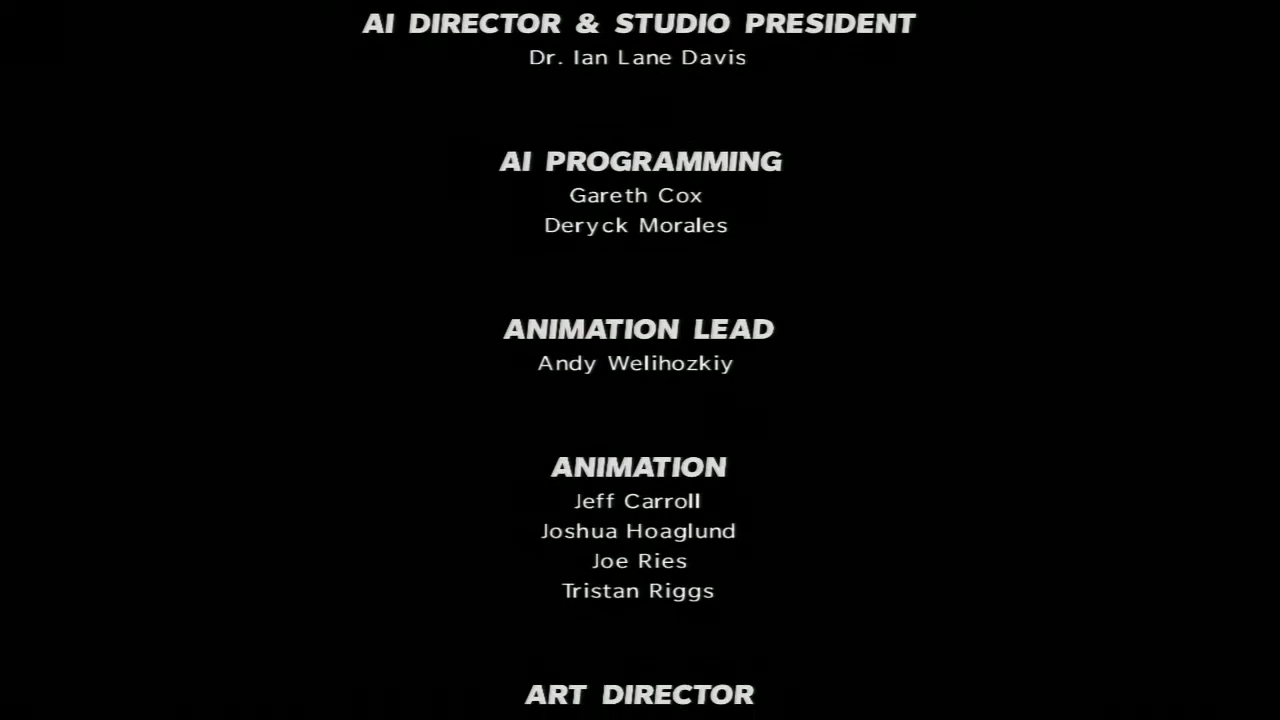 AI DIRECTOR & STUDIO PRESIDENT
Dr. Ian Lane Davis
AI PROGRAMMING
Gareth Cox
Deryck Morales
ANIMATION LEAD
Andy Welihozkiy
ANIMATION
Jeff Carroll
Joshua Hoaglund
Joe Ries
Tristan Riggs
ART DIRECTOR